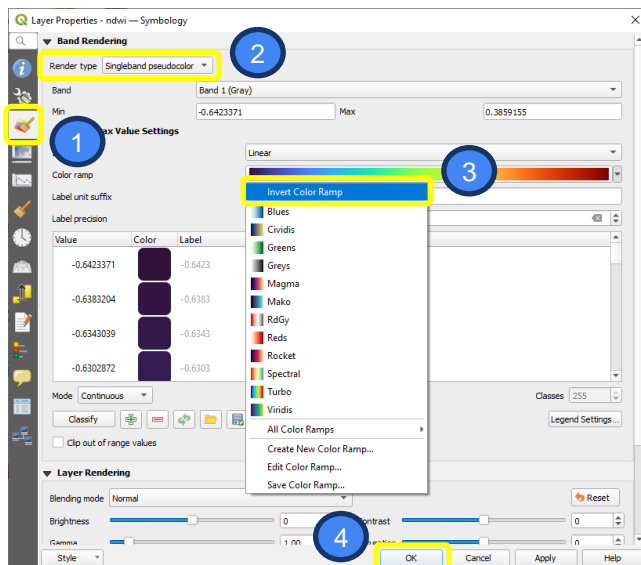 Layer Properties - ndwi — Symbology
Band Rendering
2
Render type Singleband pseudocolor
Band Band 1 (Gray)
Min -0.6423371 Max 0.3859155
1
ax Value Settings
Linear
Color ramp
3
Label unit suffix
Invert Color Ramp
Label precision
Blues
Value Color Label
Cividis
-0.6423371 -0.6423
Greens
Greys
-0.6383204 -0.6383
Magma
Mako
-0.6343039 -0.6343
RdGy
Reds
-0.6302872 -0.6303
Rocket
Spectral
Mode Continuous
Turbo
Classes 255
Viridis
Classify
Legend Settings...
All Color Ramps
Clip out of range values
Create New Color Ramp...
Edit Color Ramp...
Layer Rendering
Save Color Ramp...
Blending mode Normal
Reset
Brightness 0 Contrast 0
4
Gamma 1.00 0
Style OK Cancel Apply Help